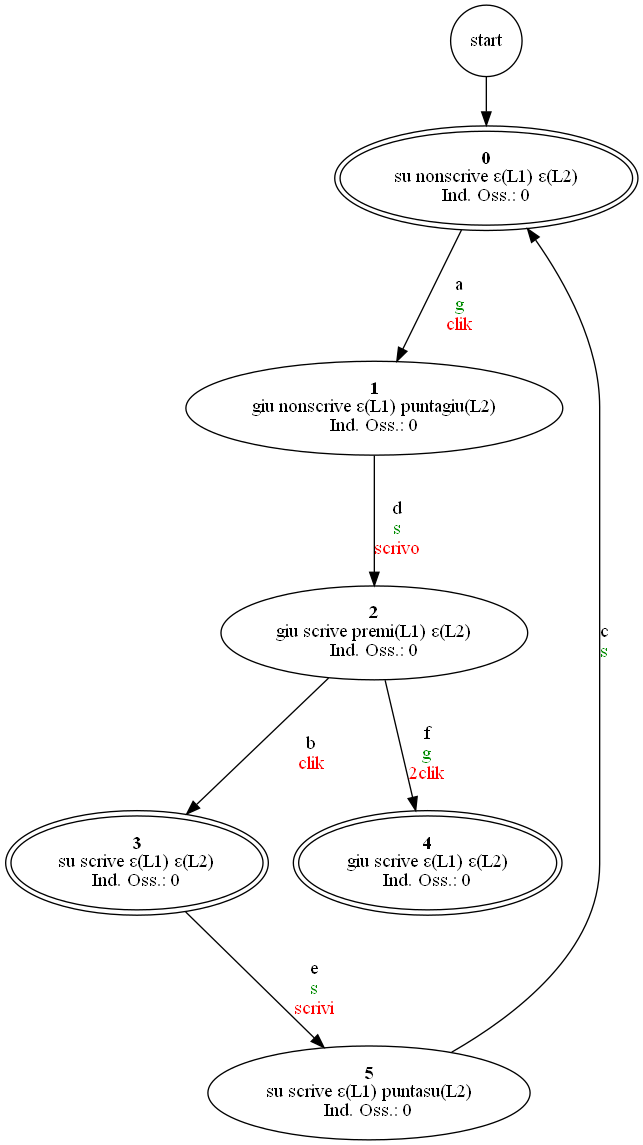 start
0
su nonscrive ε(L1) ε(L2)
Ind. Oss.: 0
a
g
clik
1
giu nonscrive ε(L1) puntagiu(L2)
Ind. Oss.: 0
d
s
scrivo
2
giu scrive premi(L1) ε(L2)
Ind. Oss.: 0
c
s
b
clik
f
g
2clik
3
su scrive ε(L1) ε(L2)
Ind. Oss.: 0
4
giu scrive ε(L1) ε(L2)
Ind. Oss.: 0
e
s
scrivi
5
su scrive ε(L1) puntasu(L2)
Ind. Oss.: 0